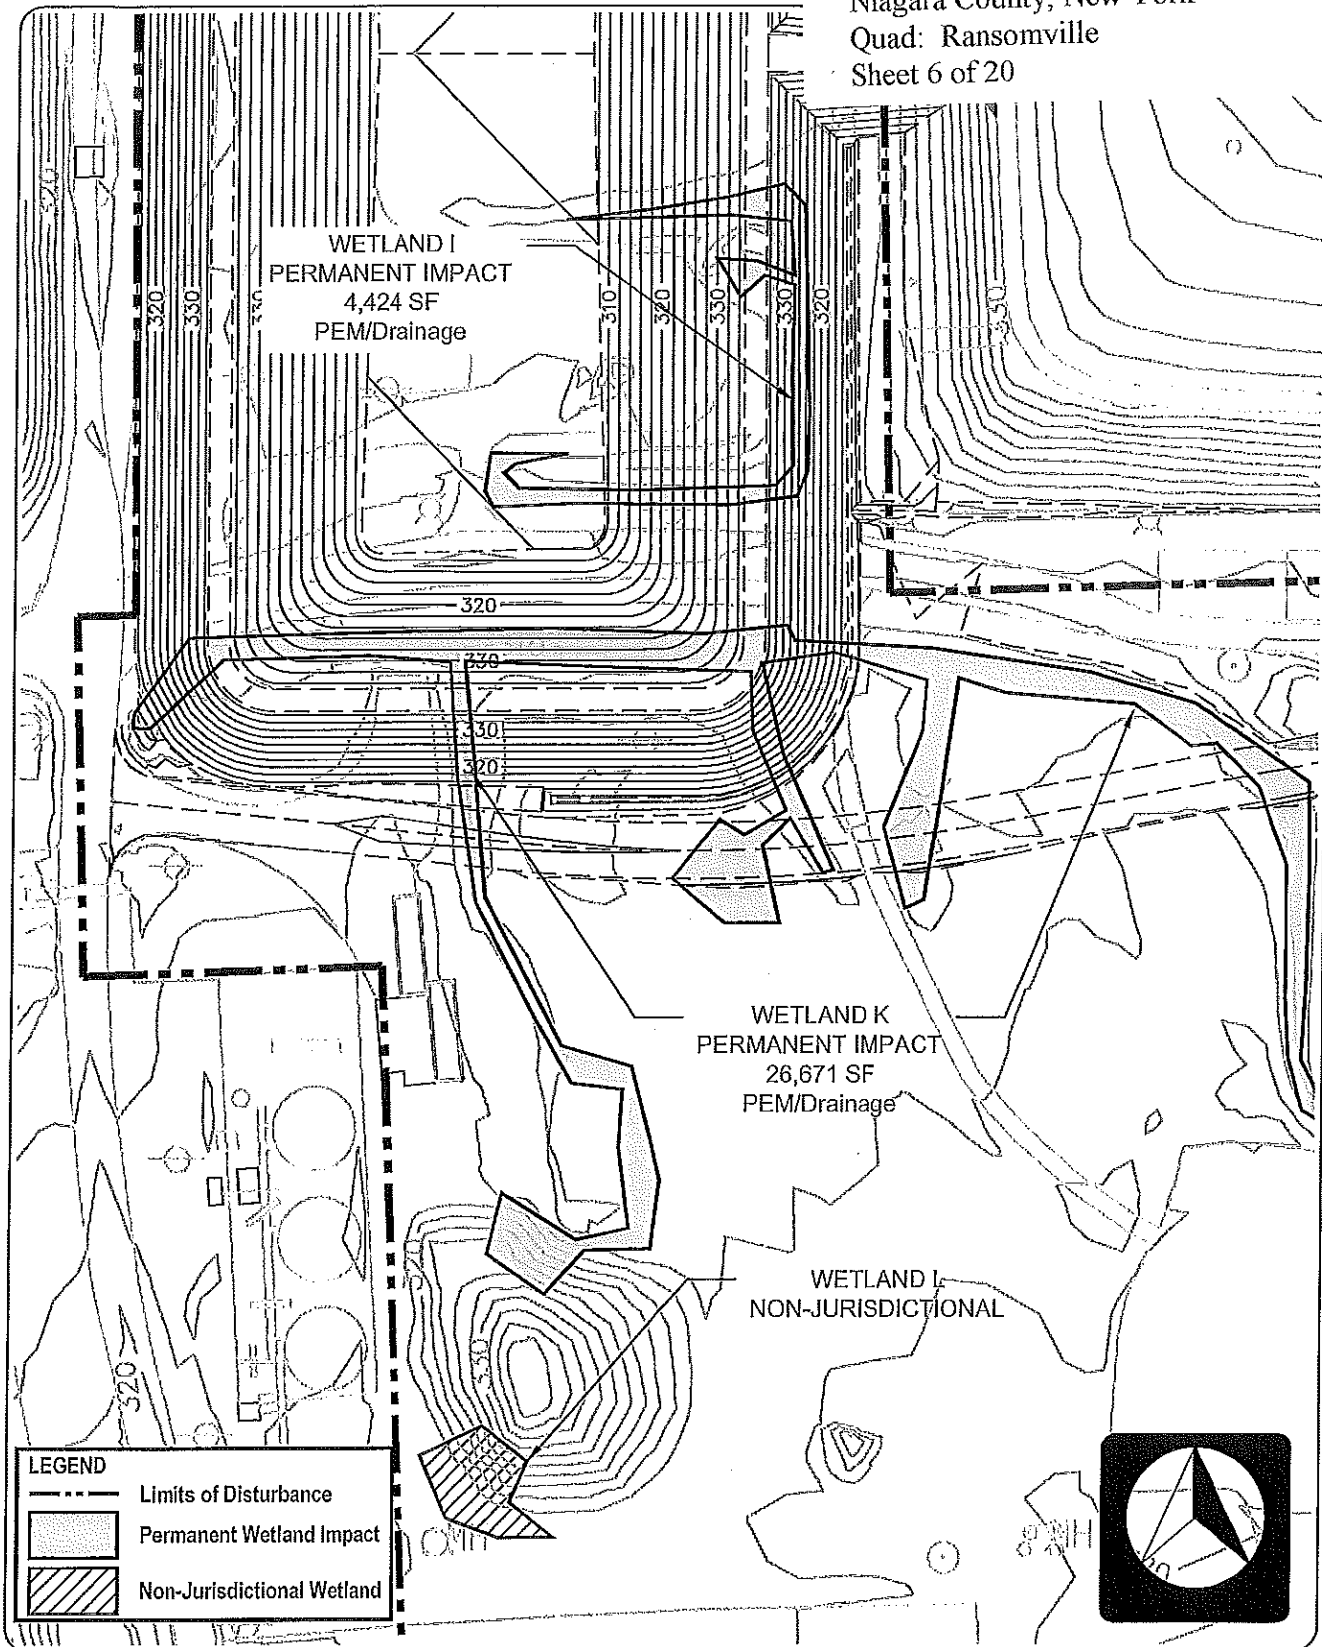 Niagara County, New York
Quad: Ransomville
Sheet 6 of 20
WETLAND I
PERMANENT IMPACT
4,424 SF
PEM/Drainage
320
330
310
320
330
330
320
320
330
330
320
WETLAND K
PERMANENT IMPACT
26,671 SF
PEM/Drainage
WETLAND L
NON-JURISDICTIONAL
330
320
LEGEND
Limits of Disturbance
Permanent Wetland Impact
Non-Jurisdictional Wetland